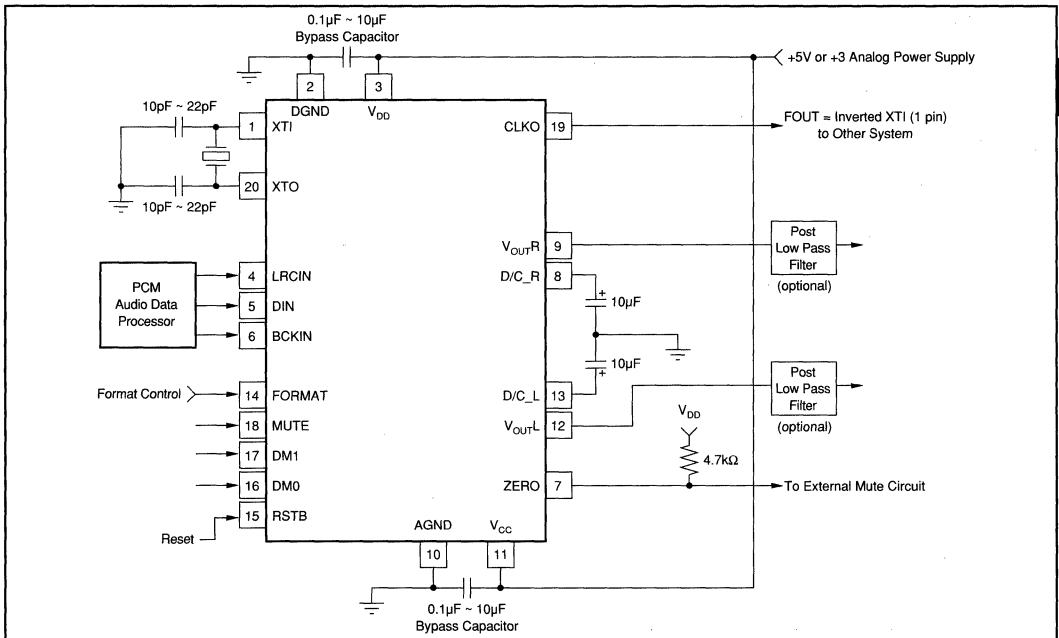 0.1µF ~ 10µF
Bypass Capacitor
+5V or +3 Analog Power Supply
2
3
DGND
VDD
10pF ~ 22pF
1
XTI
CLKO
19
FOUT = Inverted XTI (1 pin)
to Other System
20
XTO
10pF ~ 22pF
VOUTR
9
Post
Low Pass
Filter
(optional)
PCM
Audio Data
Processor
4
LRCIN
5
DIN
6
BCKIN
D/C_R
8
+
10µF
10µF
+
Format Control
14
FORMAT
D/C_L
13
Post
Low Pass
Filter
(optional)
18
MUTE
VOUTL
12
VDD
17
DM1
4.7kΩ
16
DM0
ZERO
7
To External Mute Circuit
15
RSTB
Reset
AGND
VCC
10
11
0.1µF ~ 10µF
Bypass Capacitor